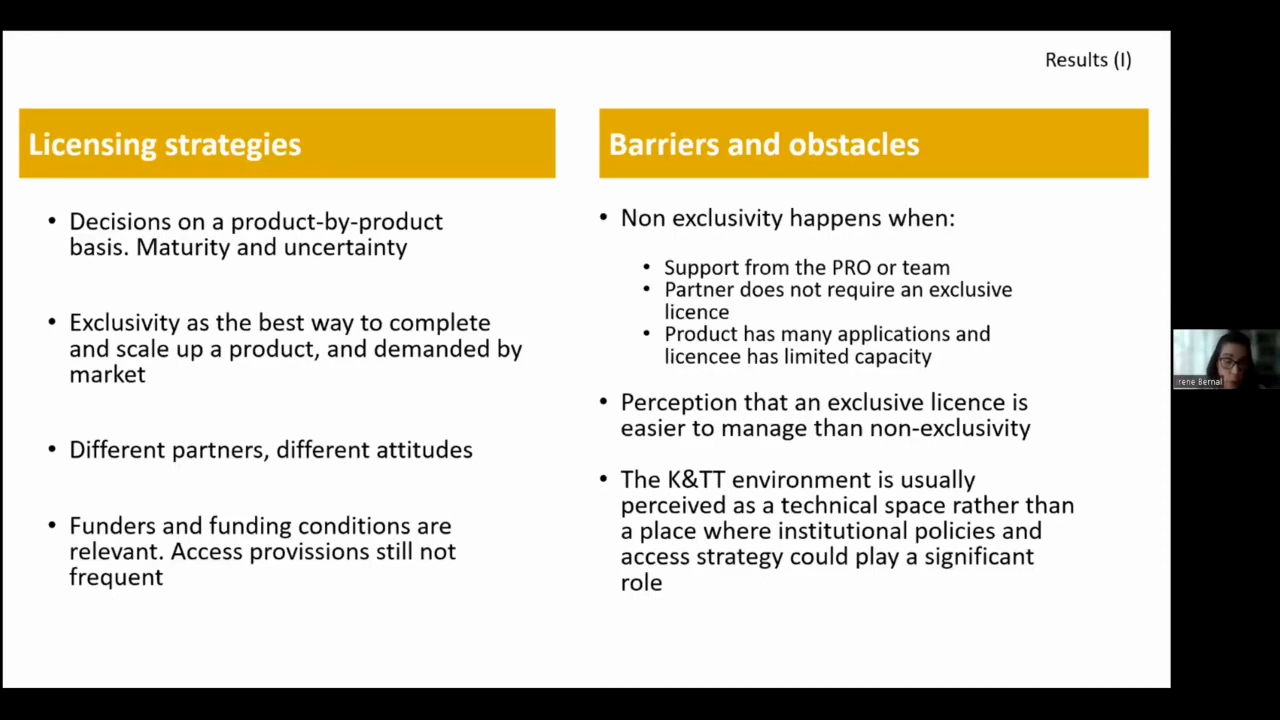 Results (I)
Licensing strategies
• Decisions on a product-by-product
basis. Maturity and uncertainty
• Exclusivity as the best way to complete
and scale up a product, and demanded by
market
• Different partners, different attitudes
• Funders and funding conditions are
relevant. Access provissions still not
frequent
Barriers and obstacles
• Non exclusivity happens when:
• Support from the PRO or team
• Partner does not require an exclusive
licence
• Product has many applications and
licencee has limited capacity
• Perception that an exclusive licence is
easier to manage than non-exclusivity
• The K&TT environment is usually
perceived as a technical space rather than
a place where institutional policies and
access strategy could play a significant
role
Irene Bernal